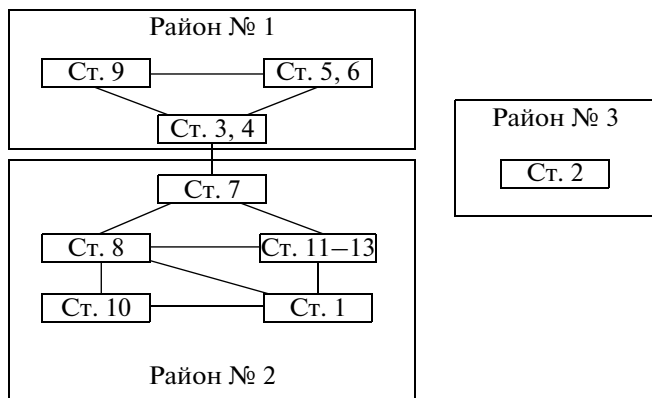 Район № 1
Ст. 9
Ст. 5, 6
Ст. 3, 4
Ст. 7
Ст. 8
Ст. 11–13
Ст. 10
Ст. 1
Район № 2
Район № 3
Ст. 2